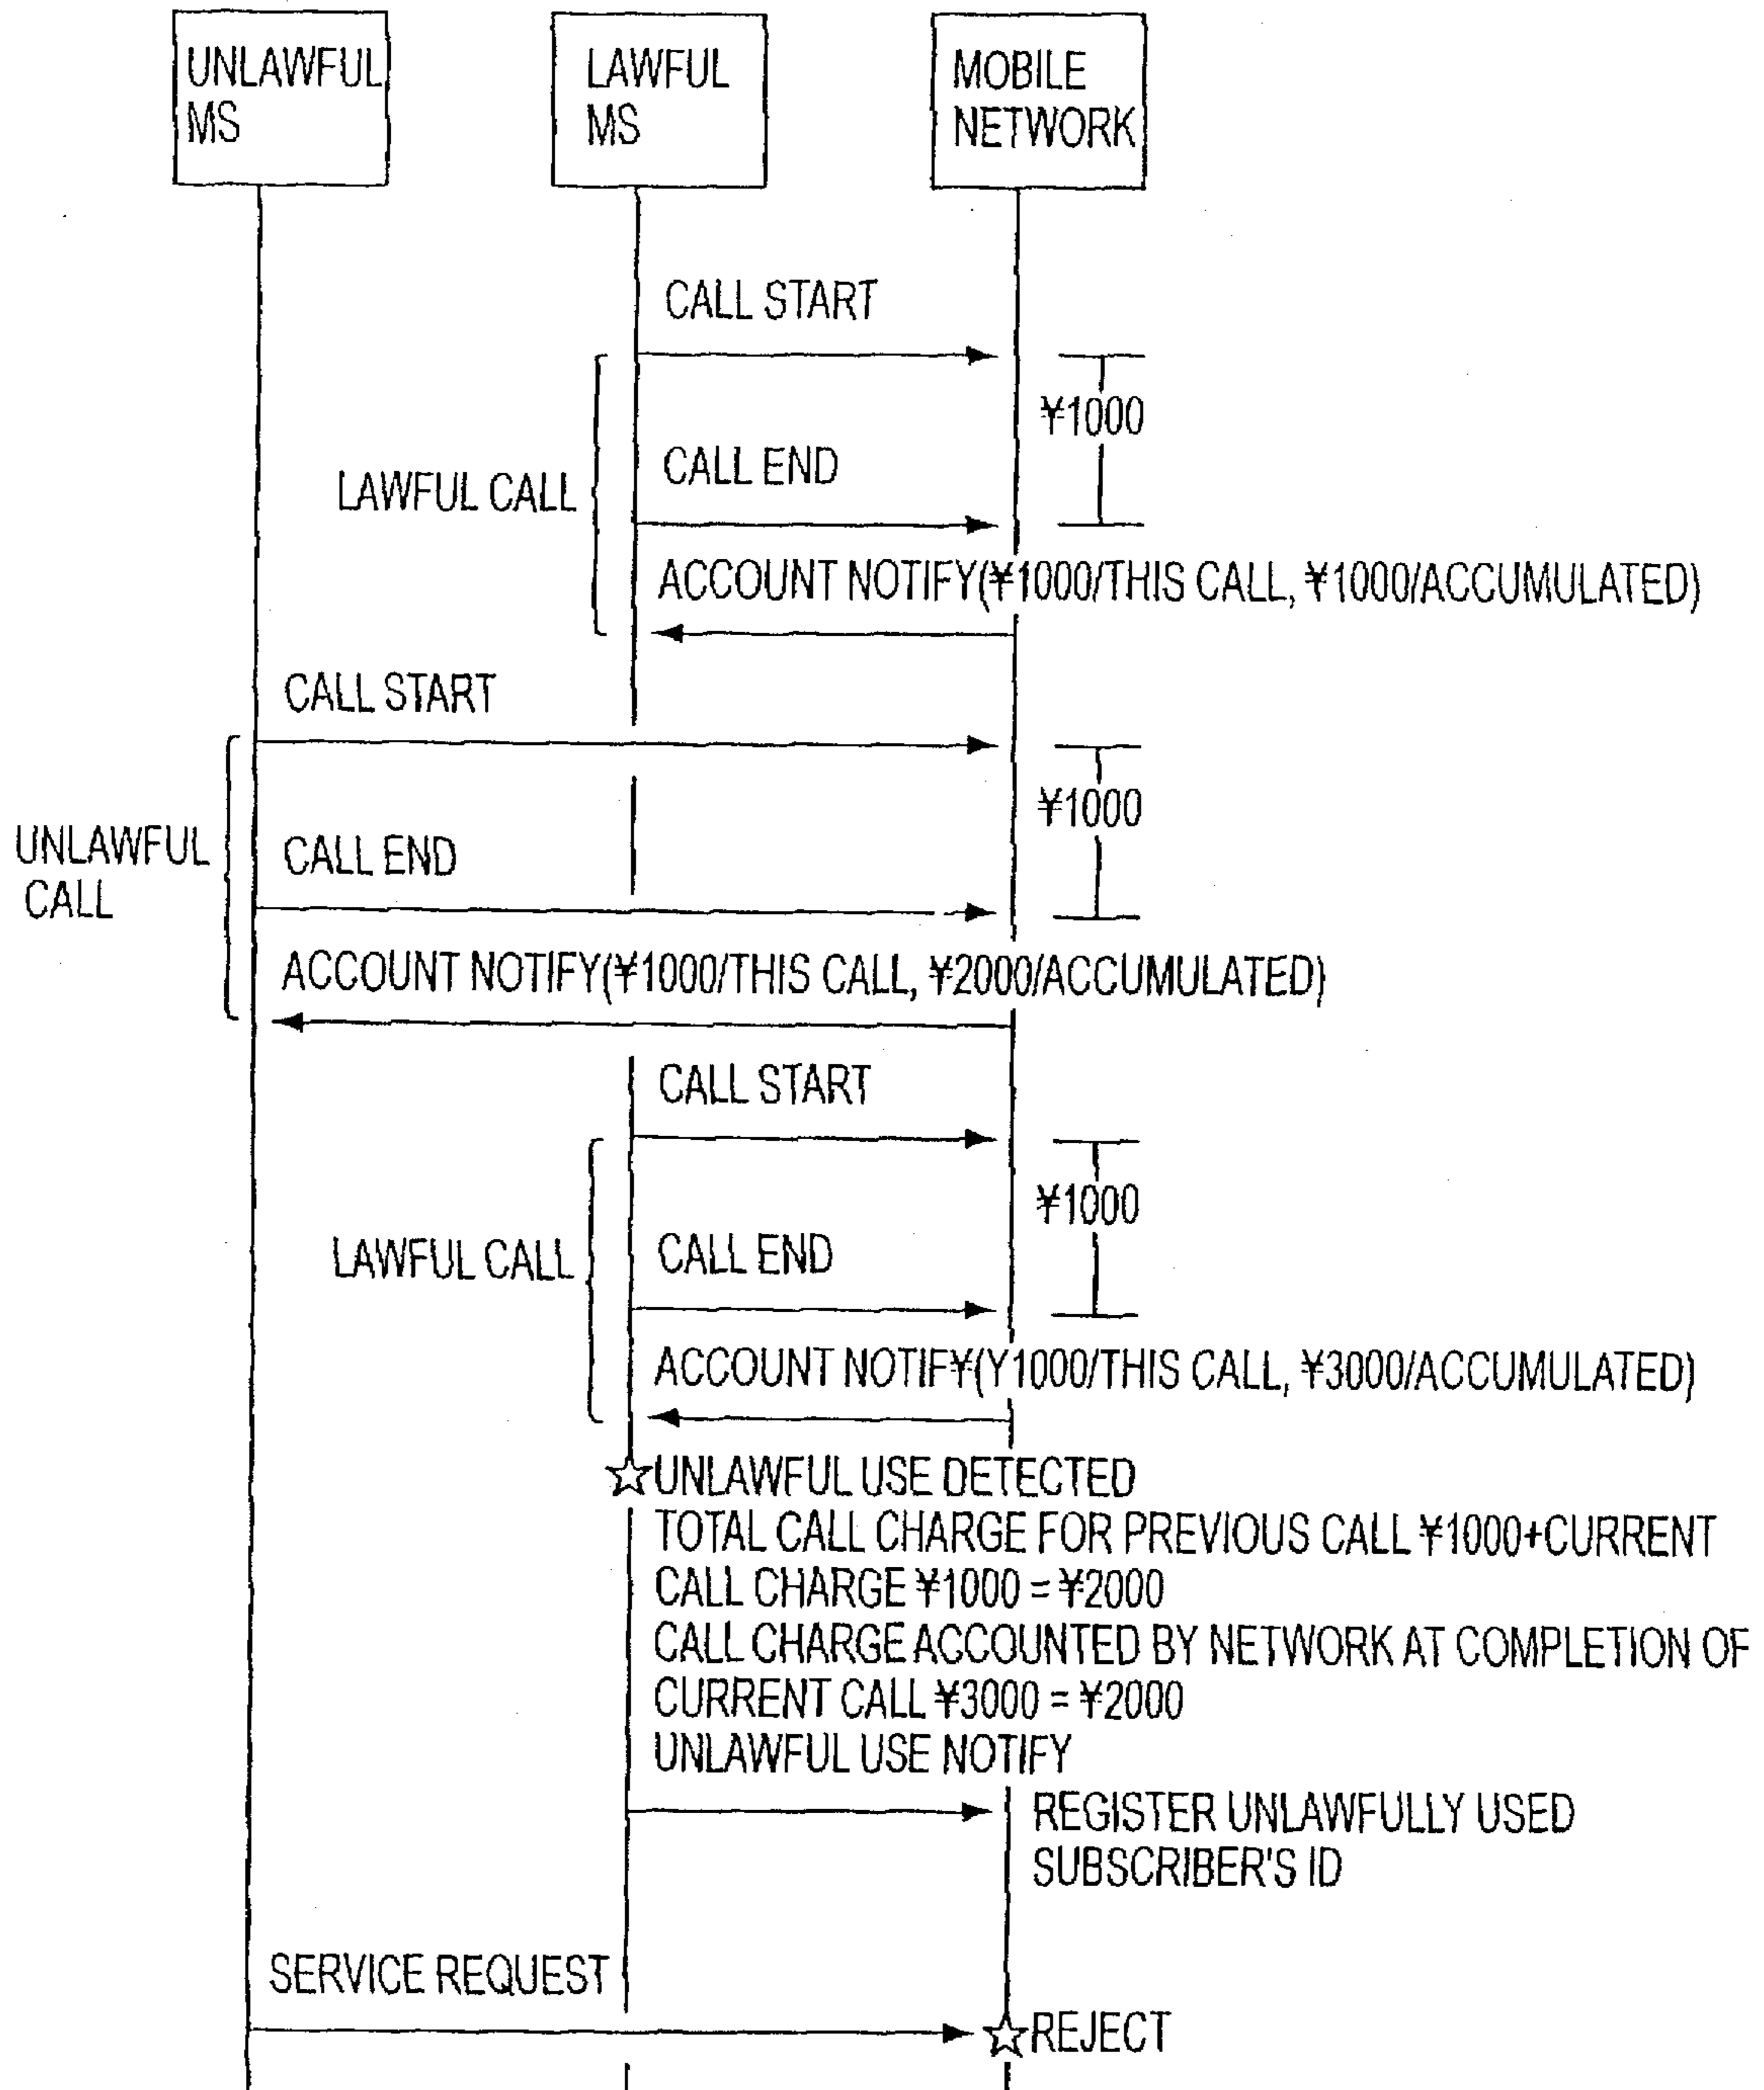 UNLAWFUL
MS
LAWFUL
MS
MOBILE
NETWORK
CALL START
¥1000
CALL END
LAWFUL CALL
ACCOUNT NOTIFY(¥1000/THIS CALL, ¥1000/ACCUMULATED)
CALL START
¥1000
UNLAWFUL
CALL
CALL END
ACCOUNT NOTIFY(¥1000/THIS CALL, ¥2000/ACCUMULATED)
CALL START
¥1000
LAWFUL CALL
CALL END
ACCOUNT NOTIF¥(Y1000/THIS CALL, ¥3000/ACCUMULATED)
☆UNLAWFUL USE DETECTED
TOTAL CALL CHARGE FOR PREVIOUS CALL ¥1000+CURRENT
CALL CHARGE ¥1000 = ¥2000
CALL CHARGE ACCOUNTED BY NETWORK AT COMPLETION OF
CURRENT CALL ¥3000 = ¥2000
UNLAWFUL USE NOTIFY
REGISTER UNLAWFULLY USED
SUBSCRIBER'S ID
SERVICE REQUEST
☆REJECT